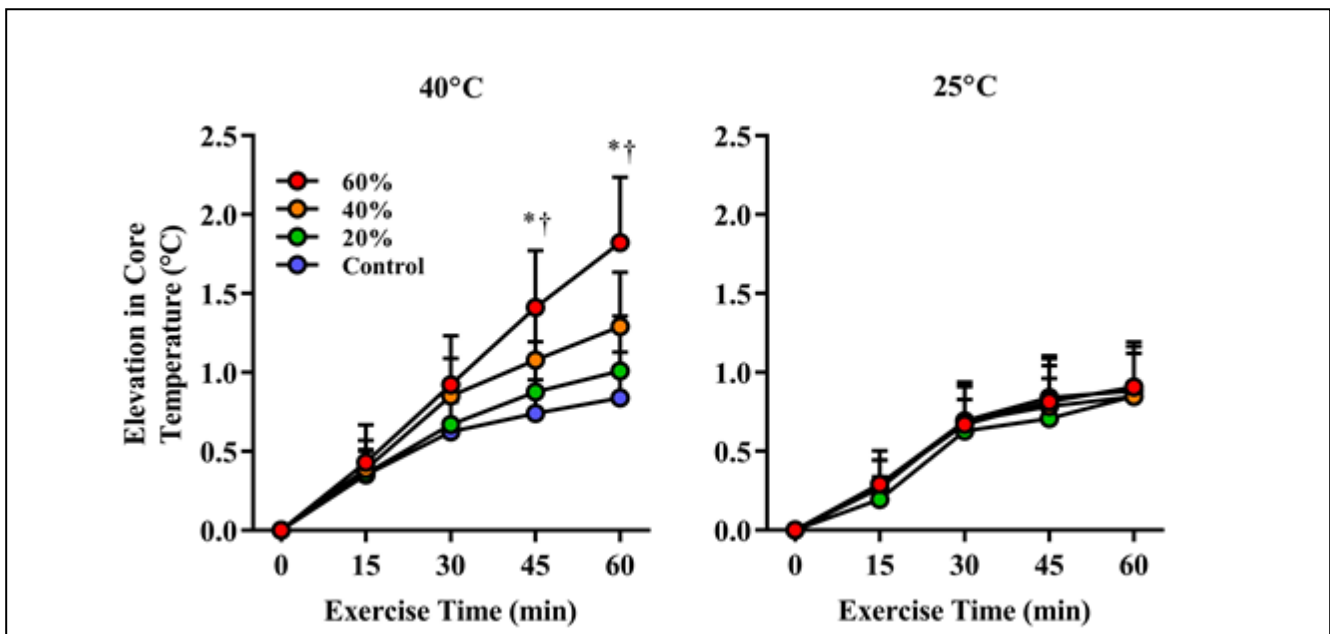 40°C
25°C
2.5
2.0
1.5
1.0
0.5
0.0
60%
40%
20%
Control
*†
*†
Elevation in Core
Temperature (°C)
0 15 30 45 60
Exercise Time (min)
2.5
2.0
1.5
1.0
0.5
0.0
0 15 30 45 60
Exercise Time (min)